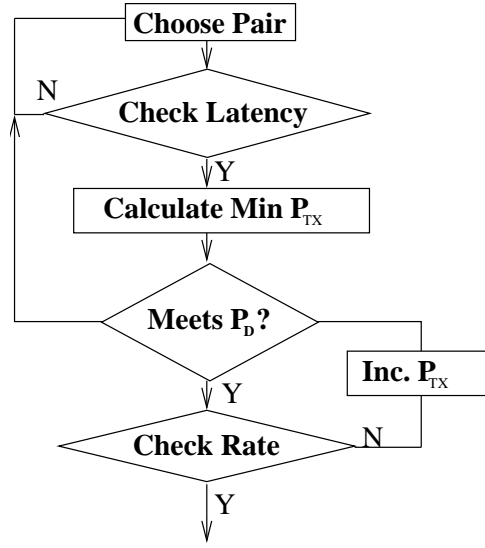 Choose Pair
N
Check Latency
Y
Calculate Min P_TX
Meets P_D?
Inc. P_TX
Y
Check Rate
N
Y